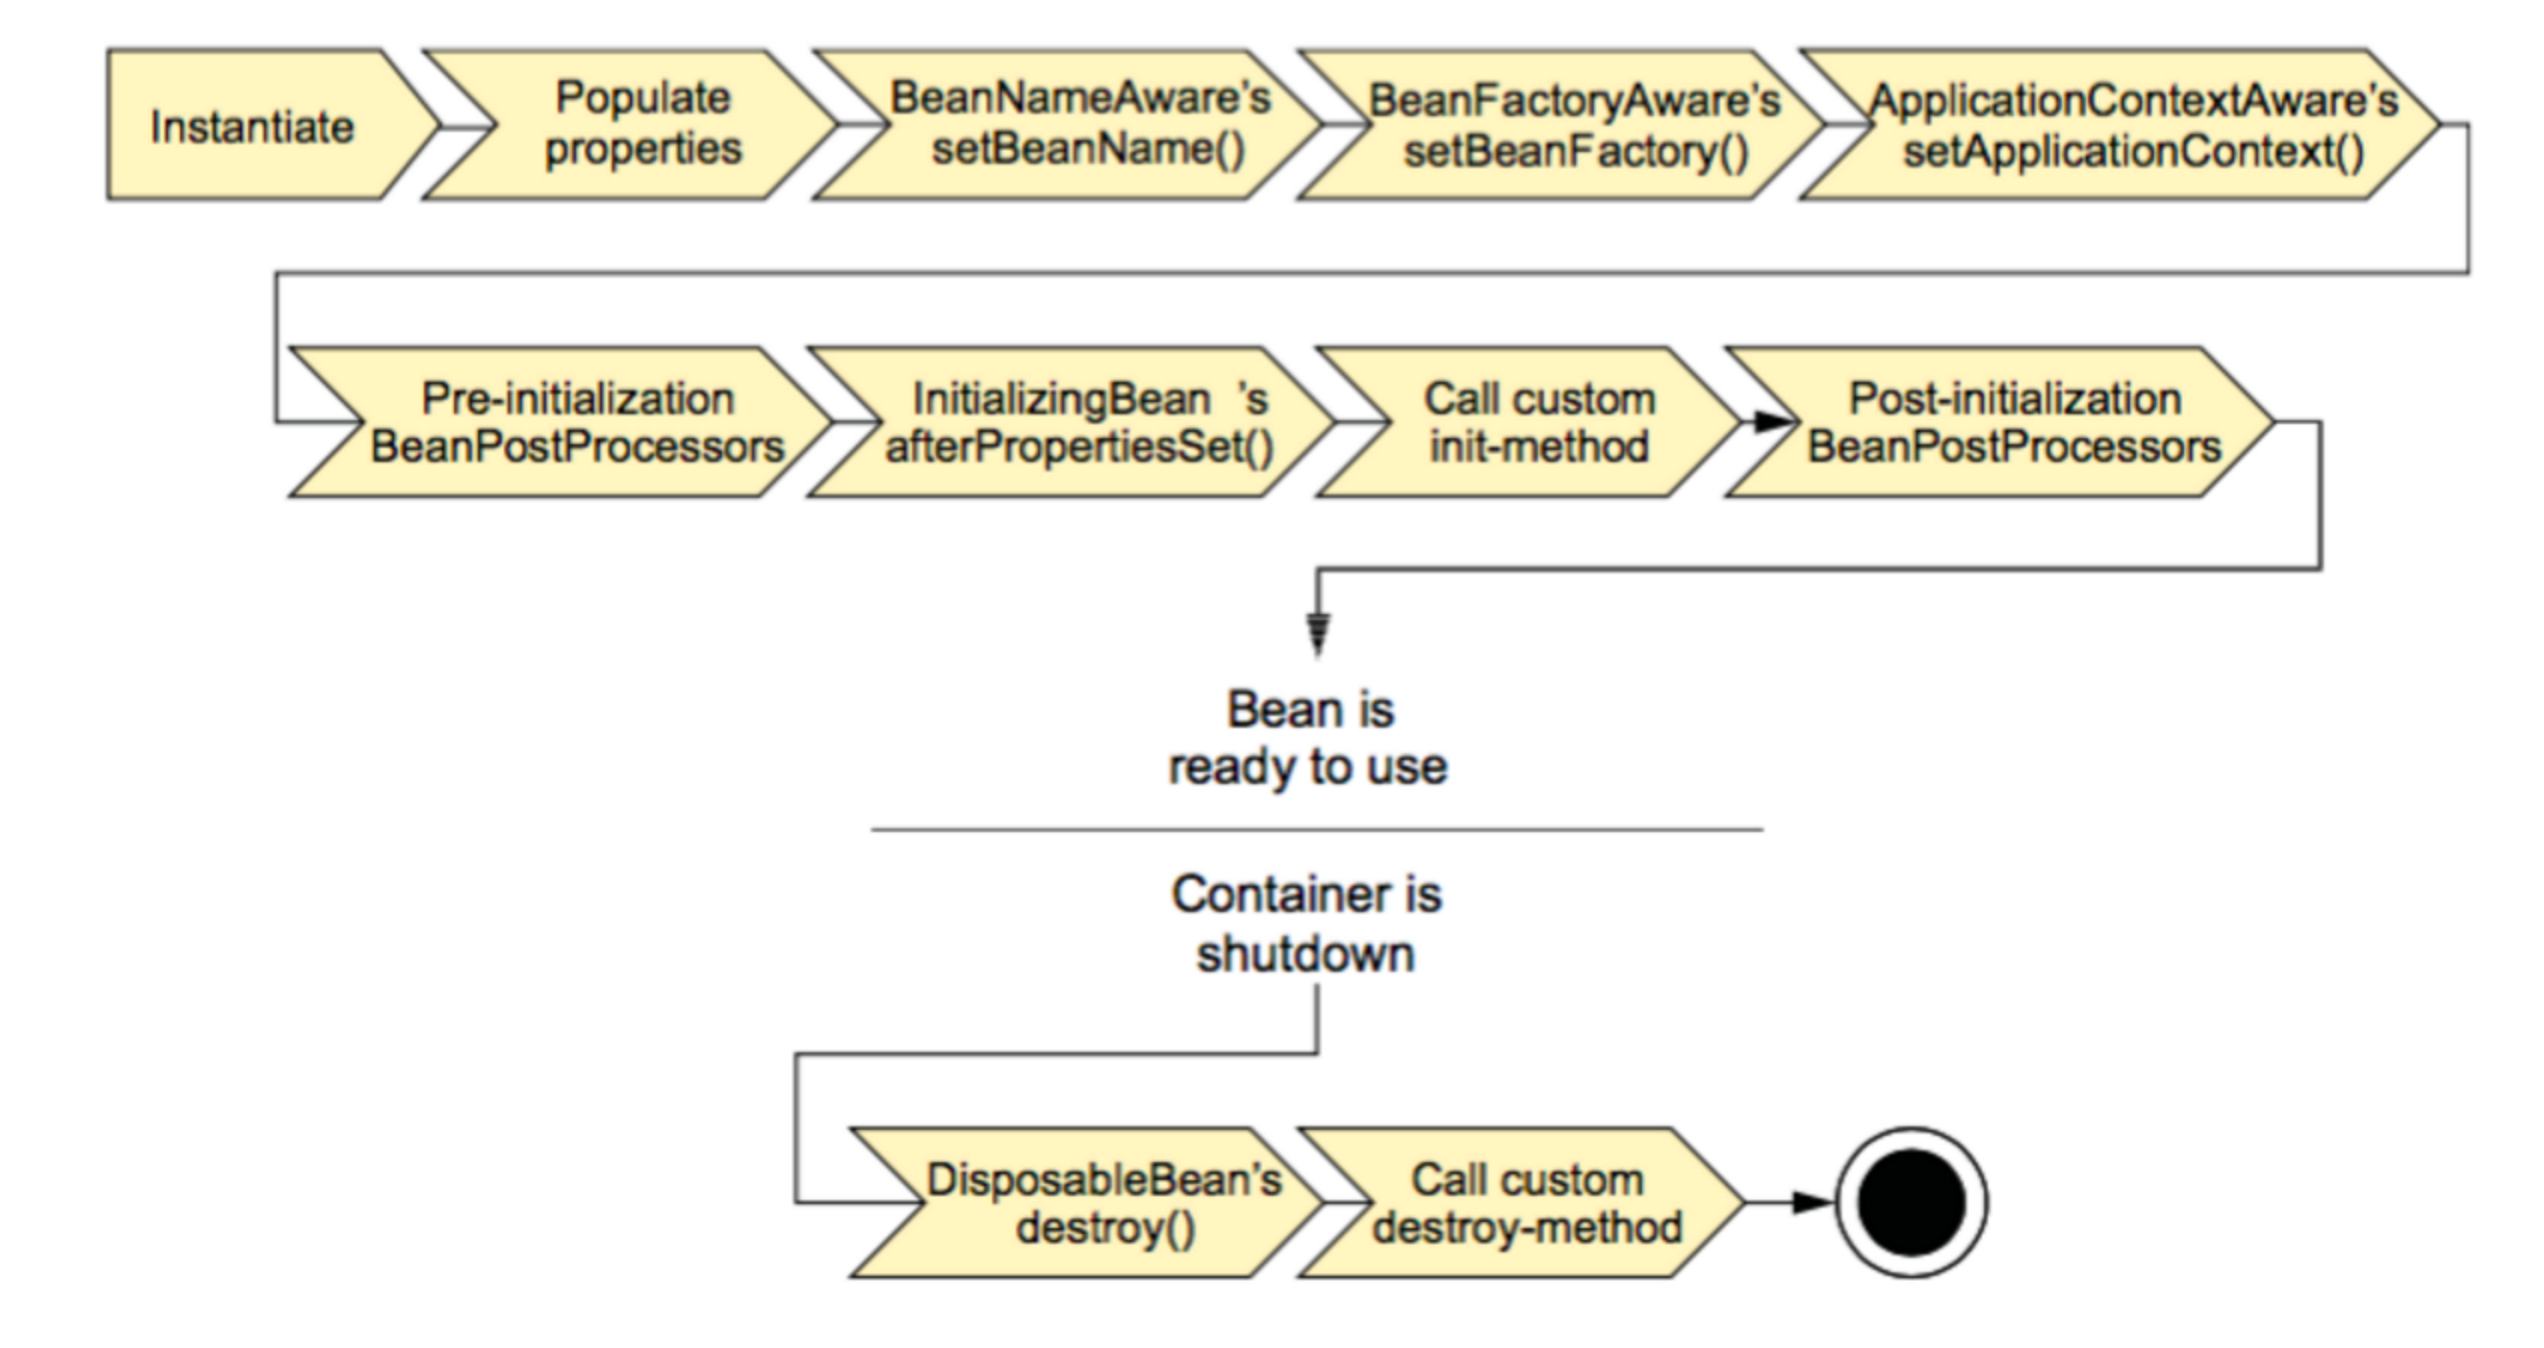 Instantiate
Populate
properties
BeanNameAware’s
setBeanName()
BeanFactoryAware’s
setBeanFactory()
ApplicationContextAware’s
setApplicationContext()
Pre-initialization
BeanPostProcessors
InitializingBean ’s
afterPropertiesSet()
Call custom
init-method
Post-initialization
BeanPostProcessors
Bean is
ready to use
Container is
shutdown
DisposableBean’s
destroy()
Call custom
destroy-method